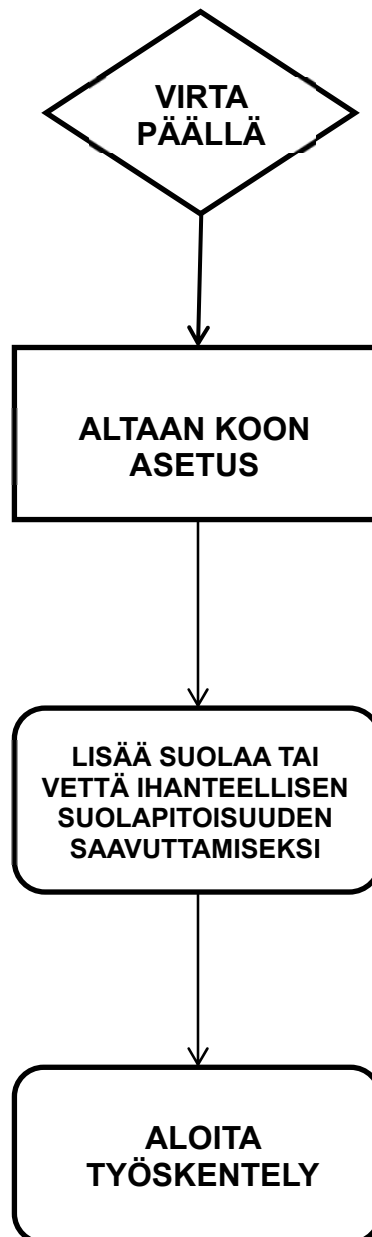 VIRTA
PÄÄLLÄ
ALTAAN KOON
ASETUS
LISÄÄ SUOLAA TAI
VETTÄ IHANTEELLISEN
SUOLAPITOISUUDEN
SAAVUTTAMISEKSI
ALOITA
TYÖSKENTELY